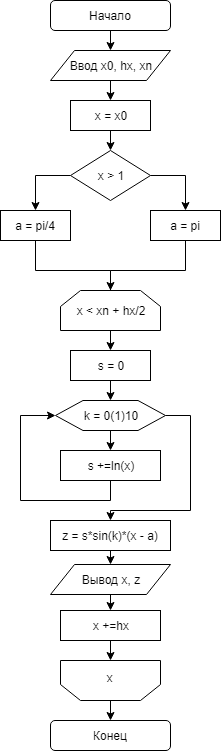 Начало
Ввод x0, hx, xn
x = x0
x > 1
a = pi/4
a = pi
x < xn + hx/2
s = 0
k = 0(1)10
s +=ln(x)
z = s*sin(k)*(x - a)
Вывод x, z
x +=hx
x
Конец